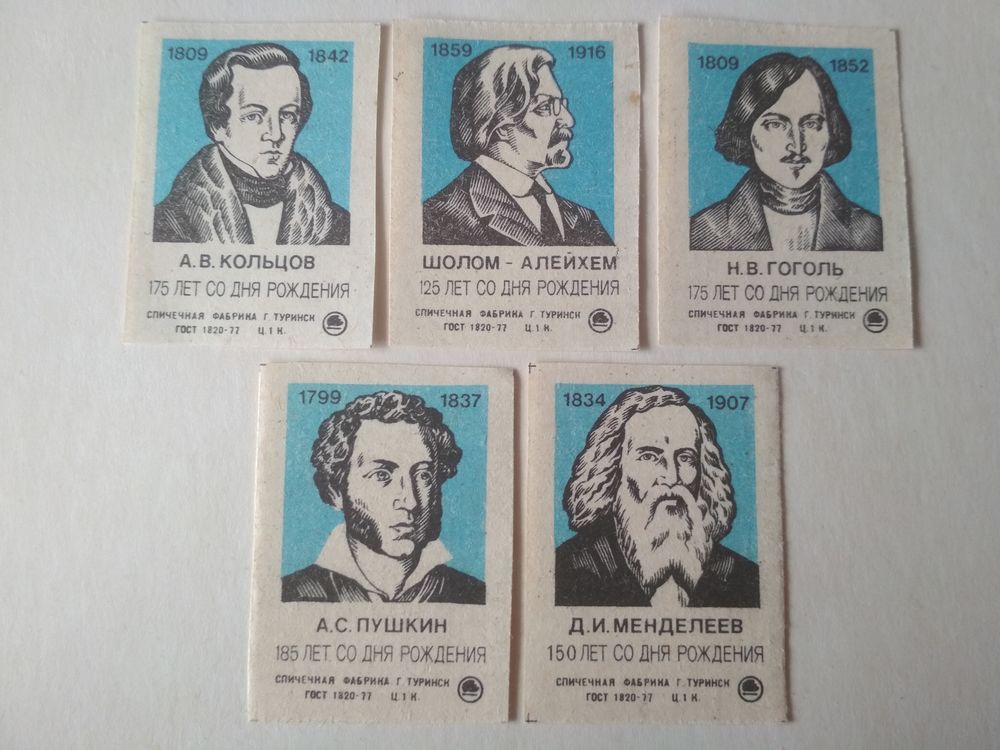 1809 1842
А.В.КОЛЬЦОВ
175 ЛЕТ СО ДНЯ РОЖДЕНИЯ
СПИЧЕЧНАЯ ФАБРИКА Г.ТУРИНСК
ГОСТ 1820-77 Ц.1 К.
1859 1916
ШОЛОМ - АЛЕЙХЕМ
125 ЛЕТ СО ДНЯ РОЖДЕНИЯ
СПИЧЕЧНАЯ ФАБРИКА Г.ТУРИНСК
ГОСТ 1820-77 Ц.1 К.
1809 1852
Н.В.ГОГОЛЬ
175 ЛЕТ СО ДНЯ РОЖДЕНИЯ
СПИЧЕЧНАЯ ФАБРИКА Г.ТУРИНСК
ГОСТ 1820-77 Ц.1 К.
1799 1837
А.С.ПУШКИН
185 ЛЕТ СО ДНЯ РОЖДЕНИЯ
СПИЧЕЧНАЯ ФАБРИКА Г.ТУРИНСК
ГОСТ 1820-77 Ц.1 К.
1834 1907
Д.И.МЕНДЕЛЕЕВ
150 ЛЕТ СО ДНЯ РОЖДЕНИЯ
СПИЧЕЧНАЯ ФАБРИКА Г.ТУРИНСК
ГОСТ 1820-77 Ц.1 К.